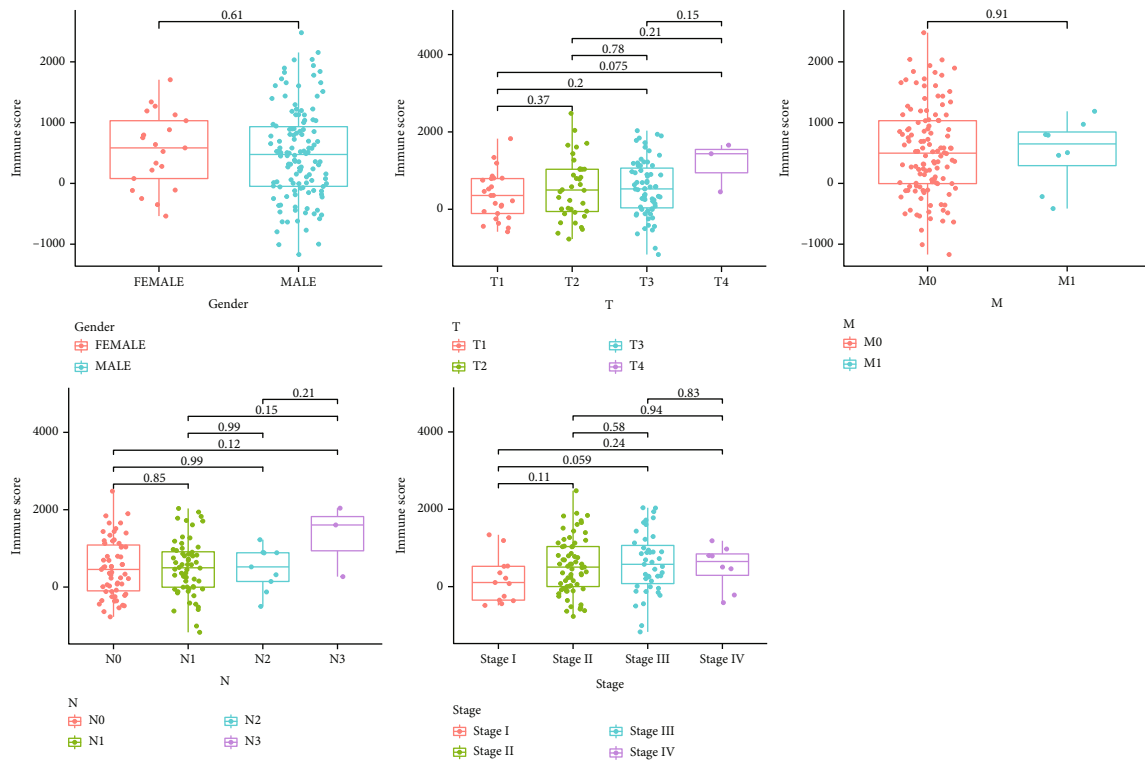 0.61
2000
1000
0
−1000
Immune score
FEMALE MALE
Gender
Gender
FEMALE
MALE
0.15
0.21
0.78
0.075
0.2
0.37
4000
2000
0
Immune score
T1 T2 T3 T4
T
T
T1 T3
T2 T4
0.91
2000
1000
0
−1000
Immune score
M0 M1
M
M
M0
M1
0.21
0.15
0.99
0.12
0.99
0.85
4000
2000
0
Immune score
N0 N1 N2 N3
N
N
N0 N2
N1 N3
0.83
0.94
0.58
0.24
0.059
0.11
4000
2000
0
Immune score
Stage I Stage II Stage III Stage IV
Stage
Stage
Stage I Stage III
Stage II Stage IV